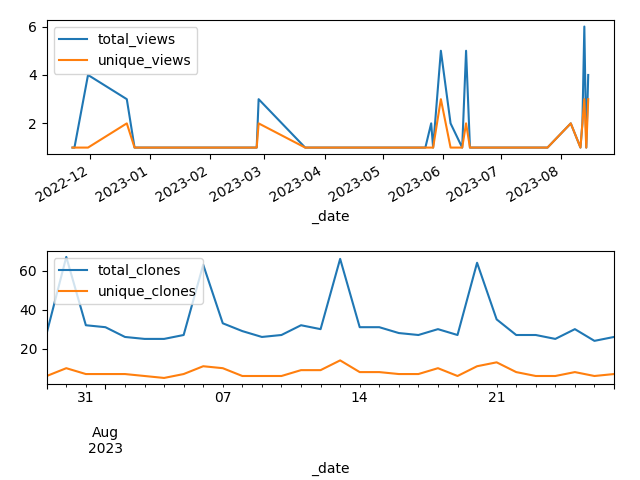 6
4
2
total_views
unique_views
2022-12
2023-01
2023-02
2023-03
2023-04
2023-05
2023-06
2023-07
2023-08
_date
60
40
20
total_clones
unique_clones
31
07
14
21
Aug
2023
_date